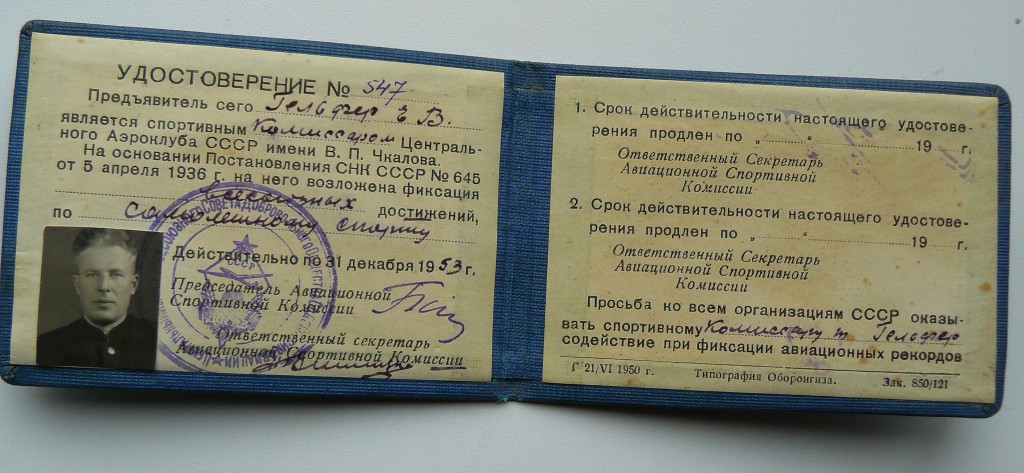 УДОСТОВЕРЕНИЕ № 547
Предъявитель сего Гельфер Е. В.
является спортивным Комиссаром Централь-
ного Аэроклуба СССР имени В. П. Чкалова.
На основании Постановления СНК СССР № 645
от 5 апреля 1936 г. на него возложена фиксация
достижений,
по самолетному спорту
Действительно по 31 декабря 1953 г.
Председатель Авиационной
Спортивной Комиссии
Ответственный секретарь
Авиационной Спортивной Комиссии
СССР
1. Срок действительности настоящего удостове-
рения продлен по „ “ 19 г.
Ответственный Секретарь
Авиационной Спортивной
Комиссии
2. Срок действительности настоящего удостове-
рения продлен по „ “ 19 г.
Ответственный Секретарь
Авиационной Спортивной
Комиссии
Просьба ко всем организациям СССР оказы-
вать спортивному Комиссару т. Гельфер
содействие при фиксации авиационных рекордов
Г 21/VI 1950 г. Типография Оборонгиза. Зак. 850/121